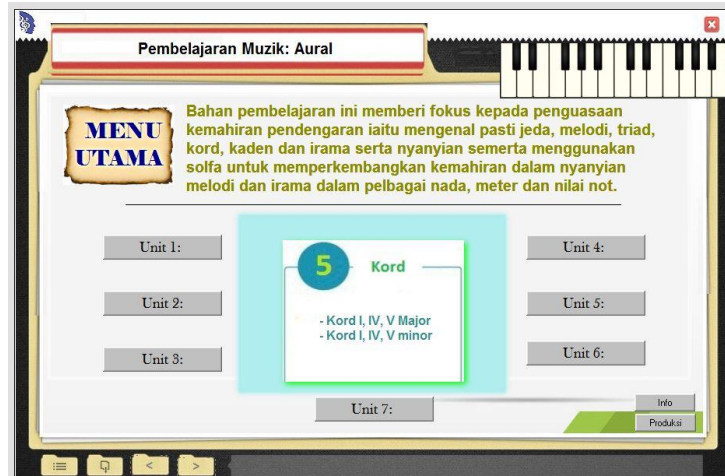 Pembelajaran Muzik: Aural
MENU
UTAMA
Bahan pembelajaran ini memberi fokus kepada penguasaan
kemahiran pendengaran iaitu mengenal pasti jeda, melodi, triad,
kord, kaden dan irama serta nyanyian semerta menggunakan
solfa untuk memperkembangkan kemahiran dalam nyanyian
melodi dan irama dalam pelbagai nada, meter dan nilai not.
Unit 1:
Unit 2:
Unit 3:
5 Kord
- Kord I, IV, V Major
- Kord I, IV, V minor
Unit 4:
Unit 5:
Unit 6:
Unit 7:
Info
Produksi